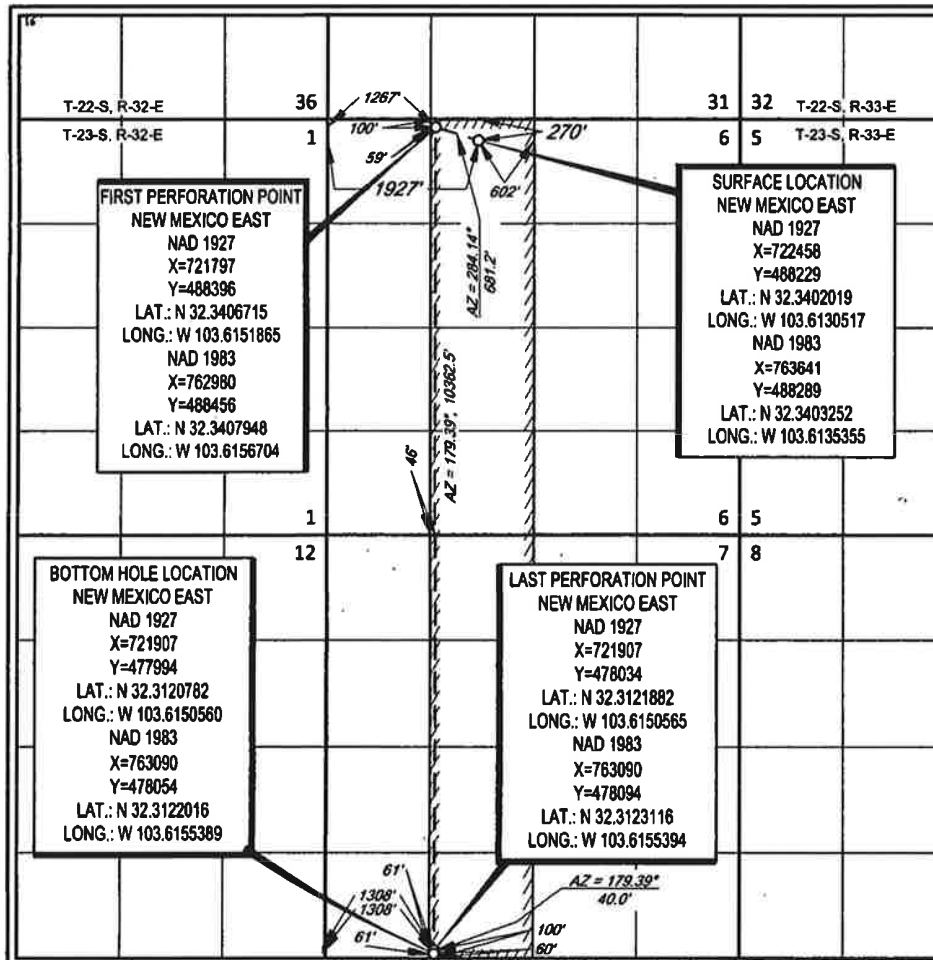 T-22-S, R-32-E
36
T-23-S, R-32-E
1
1267'
100'
59'
1927'
602'
270'
31 32
T-22-S, R-33-E
6 5
T-23-S, R-33-E
FIRST PERFORATION POINT
NEW MEXICO EAST
NAD 1927
X=721797
Y=488396
LAT.: N 32.3406715
LONG.: W 103.6151865
NAD 1983
X=762980
Y=488456
LAT.: N 32.3407948
LONG.: W 103.6156704
AZ = 284.14°
681.2'
SURFACE LOCATION
NEW MEXICO EAST
NAD 1927
X=722458
Y=488229
LAT.: N 32.3402019
LONG.: W 103.6130517
NAD 1983
X=763641
Y=488289
LAT.: N 32.3403252
LONG.: W 103.6135355
AZ = 179.39°, 10362.5'
46'
1
12
6 5
7 8
BOTTOM HOLE LOCATION
NEW MEXICO EAST
NAD 1927
X=721907
Y=477994
LAT.: N 32.3120782
LONG.: W 103.6150560
NAD 1983
X=763090
Y=478054
LAT.: N 32.3122016
LONG.: W 103.6155389
LAST PERFORATION POINT
NEW MEXICO EAST
NAD 1927
X=721907
Y=478034
LAT.: N 32.3121882
LONG.: W 103.6150565
NAD 1983
X=763090
Y=478094
LAT.: N 32.3123116
LONG.: W 103.6155394
61'
1308'
1308'
61'
AZ = 179.39°
40.0'
100'
60'